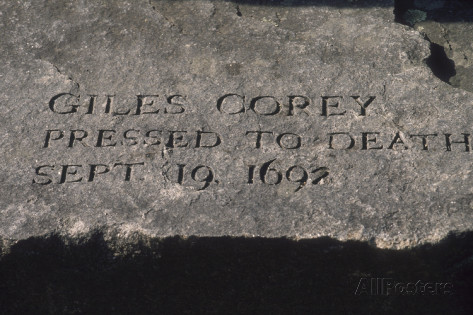 GILES COREY
PRESSED TO DEATH
SEPT. 19, 1692
AllPosters